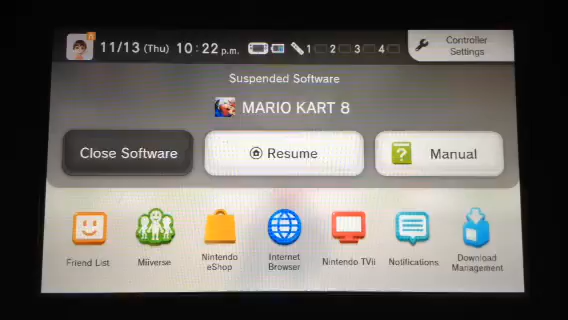 11/13 (Thu) 10:22 p.m. 1 2 3 4
Controller
Settings
Suspended Software
MARIO KART 8
Close Software
Resume
? Manual
Friend List
Miiverse
Nintendo
eShop
Internet
Browser
Nintendo TVii
Notifications
Download
Management